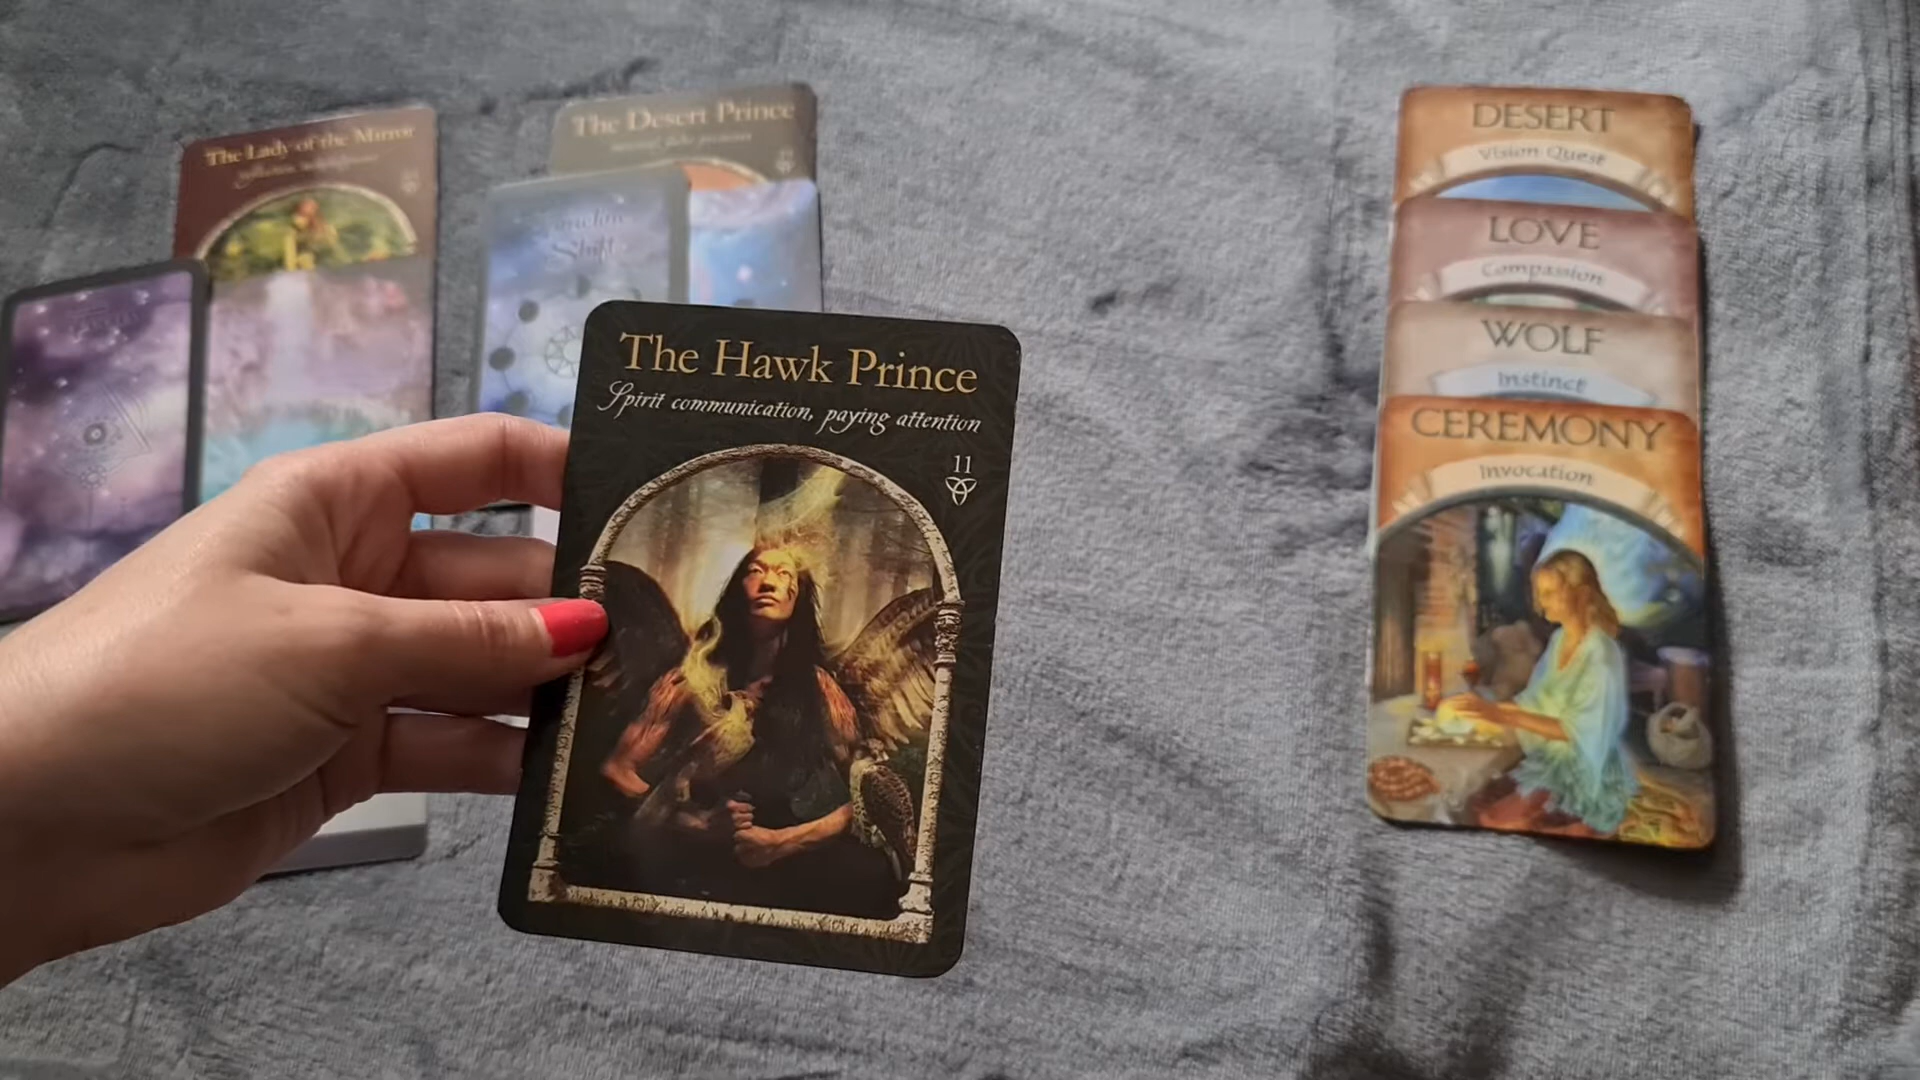 The Lady of the Mirror
The Desert Prince
Shift
The Hawk Prince
Spirit communication, paying attention
11
DESERT
Vision Quest
LOVE
Compassion
WOLF
Instinct
CEREMONY
Invocation